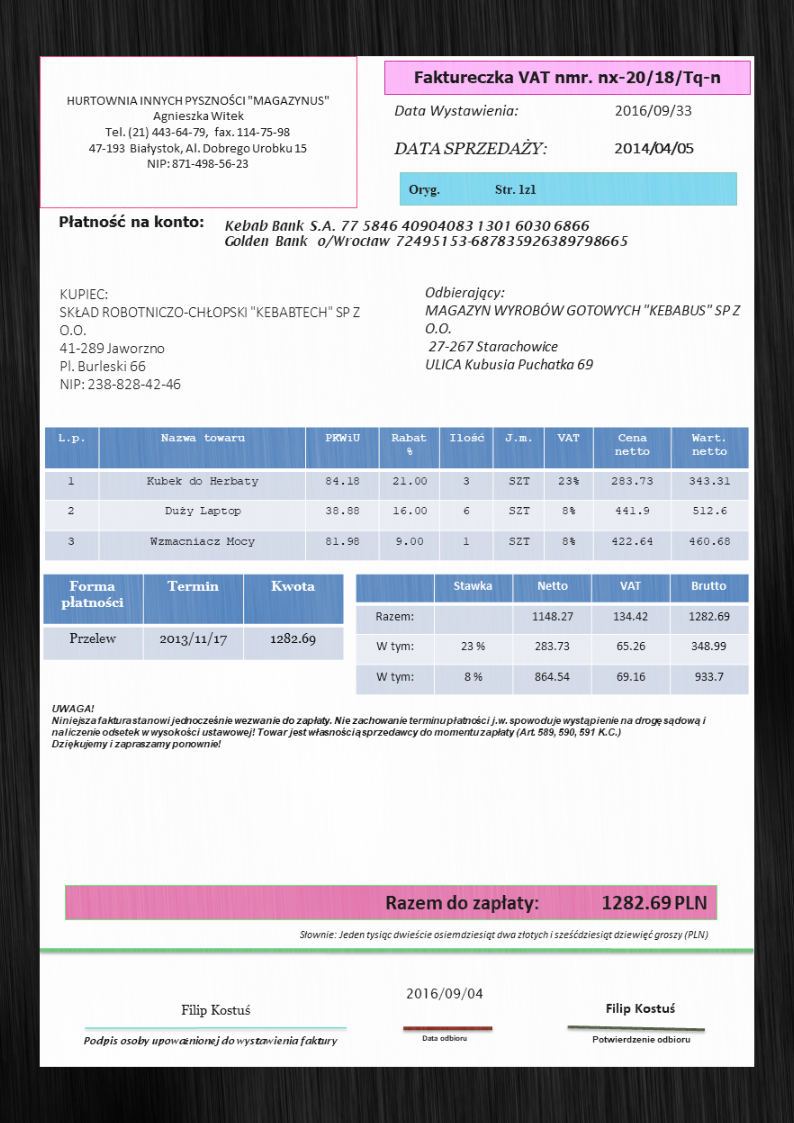 HURTOWNIA INNYCH PYSZNOŚCI "MAGAZYNUS"
Agnieszka Witek
Tel. (21) 443-64-79, fax. 114-75-98
47-193 Białystok, Al. Dobrego Urobku 15
NIP: 871-498-56-23
Faktureczka VAT nmr. nx-20/18/Tq-n
Data Wystawienia: 2016/09/33
DATA SPRZEDAŻY: 2014/04/05
Oryg. Str. 1z1
Płatność na konto: Kebab Bank S.A. 77 5846 40904083 1301 6030 6866
Golden Bank o/Wrocław 72495153-687835926389798665
KUPIEC:
SKŁAD ROBOTNICZO-CHŁOPSKI "KEBABTECH" SP Z
O.O.
41-289 Jaworzno
Pl. Burleski 66
NIP: 238-828-42-46
Odbierający:
MAGAZYN WYROBÓW GOTOWYCH "KEBABUS" SP Z
O.O.
27-267 Starachowice
ULICA Kubusia Puchatka 69
L.p. Nazwa towaru PKWiU Rabat % Ilość J.m. VAT Cena netto Wart. netto
1 Kubek do Herbaty 84.18 21.00 3 SZT 23% 283.73 343.31
2 Duży Laptop 38.88 16.00 6 SZT 8% 441.9 512.6
3 Wzmacniacz Mocy 81.98 9.00 1 SZT 8% 422.64 460.68
Forma płatności Termin Kwota
Przelew 2013/11/17 1282.69
Stawka Netto VAT Brutto
Razem: 1148.27 134.42 1282.69
W tym: 23 % 283.73 65.26 348.99
W tym: 8 % 864.54 69.16 933.7
UWAGA!
Niniejsza faktura stanowi jednocześnie wezwanie do zapłaty. Nie zachowanie terminu płatności j.w. spowoduje wystąpienie na drogę sądową i
naliczenie odsetek w wysokości ustawowej! Towar jest własnością sprzedawcy do momentu zapłaty (Art. 589, 590, 591 K.C.)
Dziękujemy i zapraszamy ponownie!
Razem do zapłaty: 1282.69 PLN
Słownie: Jeden tysiąc dwieście osiemdziesiąt dwa złotych i sześćdziesiąt dziewięć groszy (PLN)
Filip Kostuś
Podpis osoby upoważnionej do wystawienia faktury
2016/09/04
Data odbioru
Filip Kostuś
Potwierdzenie odbioru